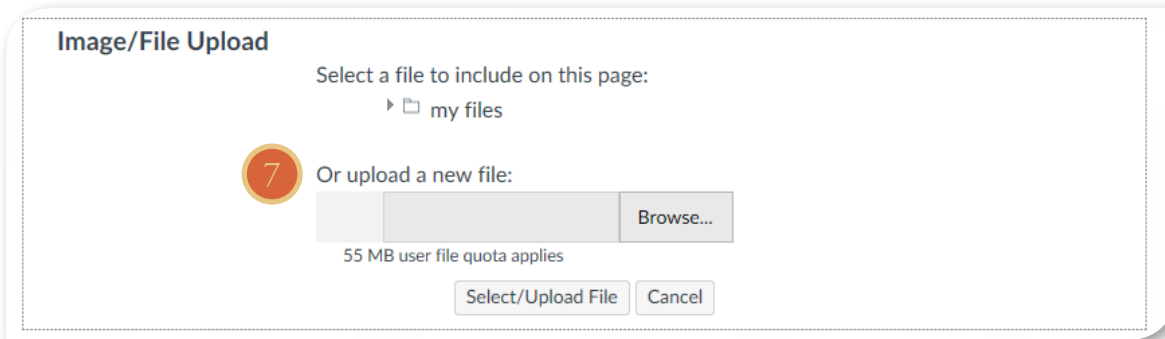 Image/File Upload
Select a file to include on this page:
my files
7
Or upload a new file:
Browse...
55 MB user file quota applies
Select/Upload File
Cancel